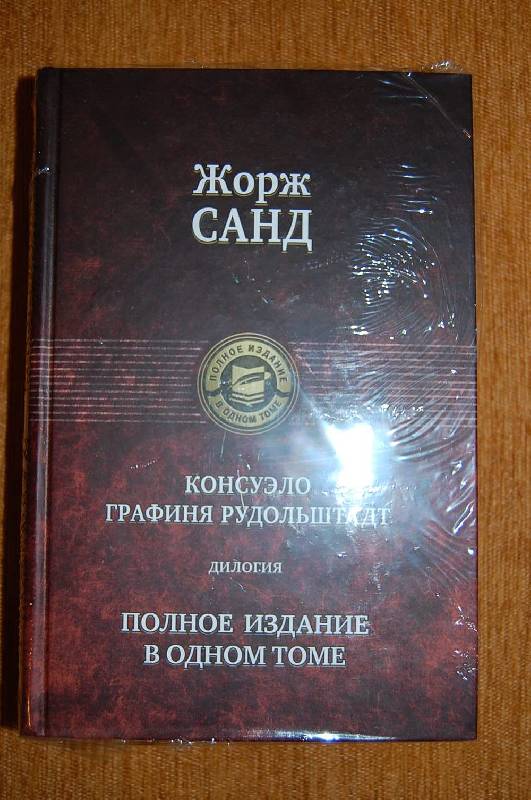 Жорж
САНД
ПОЛНОЕ ИЗДАНИЕ
В ОДНОМ ТОМЕ
КОНСУЭЛО
ГРАФИНЯ РУДОЛЬШТАДТ
ДИЛОГИЯ
ПОЛНОЕ ИЗДАНИЕ
В ОДНОМ ТОМЕ